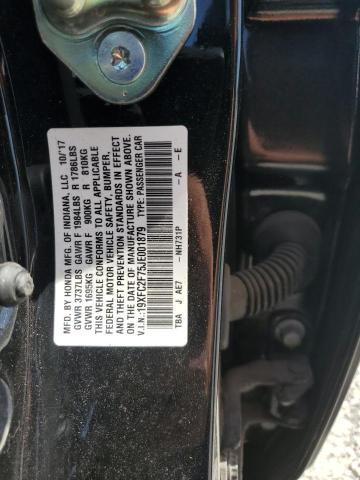 MFD. BY HONDA MFG. OF INDIANA, LLC 10/17
GVWR 3737LBS GAWR F 1984LBS R 1786LBS
GVWR 1695KG GAWR F 900KG R 810KG
THIS VEHICLE CONFORMS TO ALL APPLICABLE
FEDERAL MOTOR VEHICLE SAFETY, BUMPER,
AND THEFT PREVENTION STANDARDS IN EFFECT
ON THE DATE OF MANUFACTURE SHOWN ABOVE.
V.I.N.:19XFC2F75JE001879 TYPE: PASSENGER CAR
NH731P A E
TBA J AE7